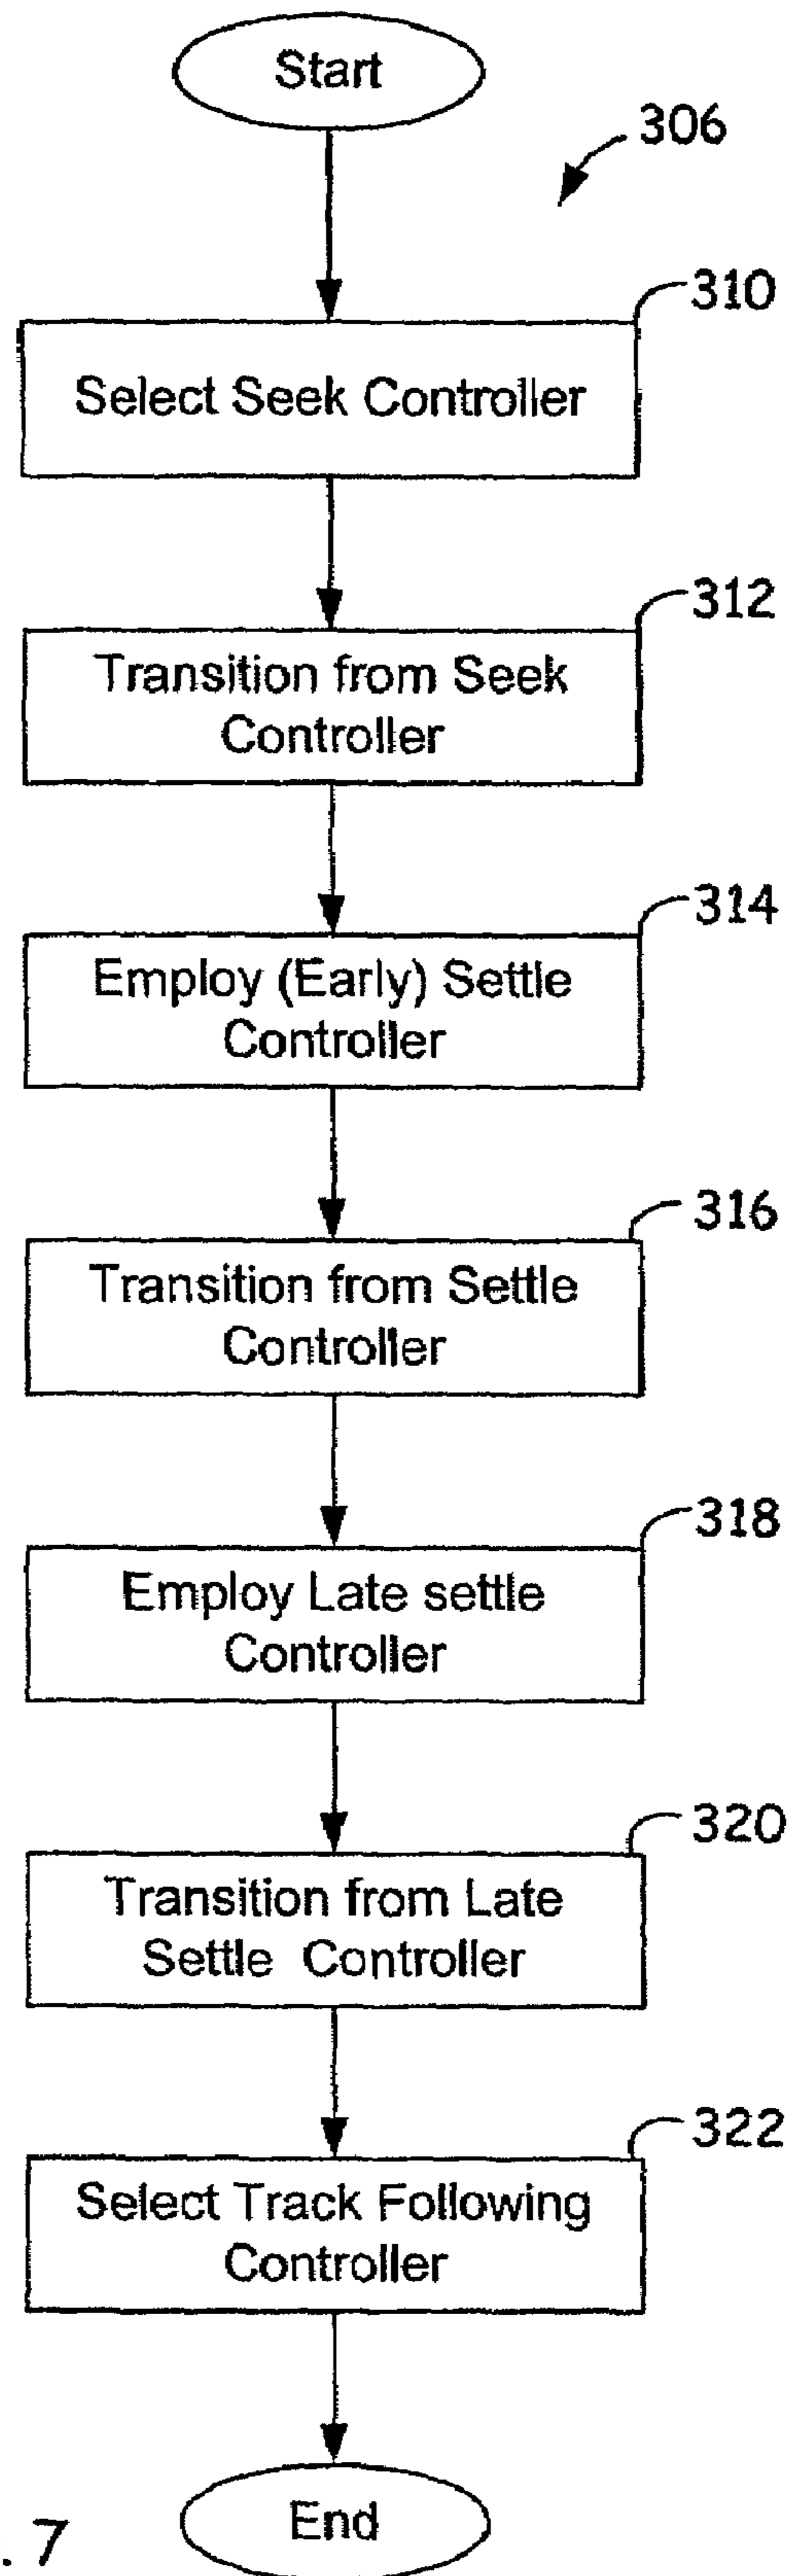 Start
306
310
Select Seek Controller
312
Transition from Seek
Controller
314
Employ (Early) Settle
Controller
316
Transition from Settle
Controller
318
Employ Late settle
Controller
320
Transition from Late
Settle Controller
322
Select Track Following
Controller
End
. 7